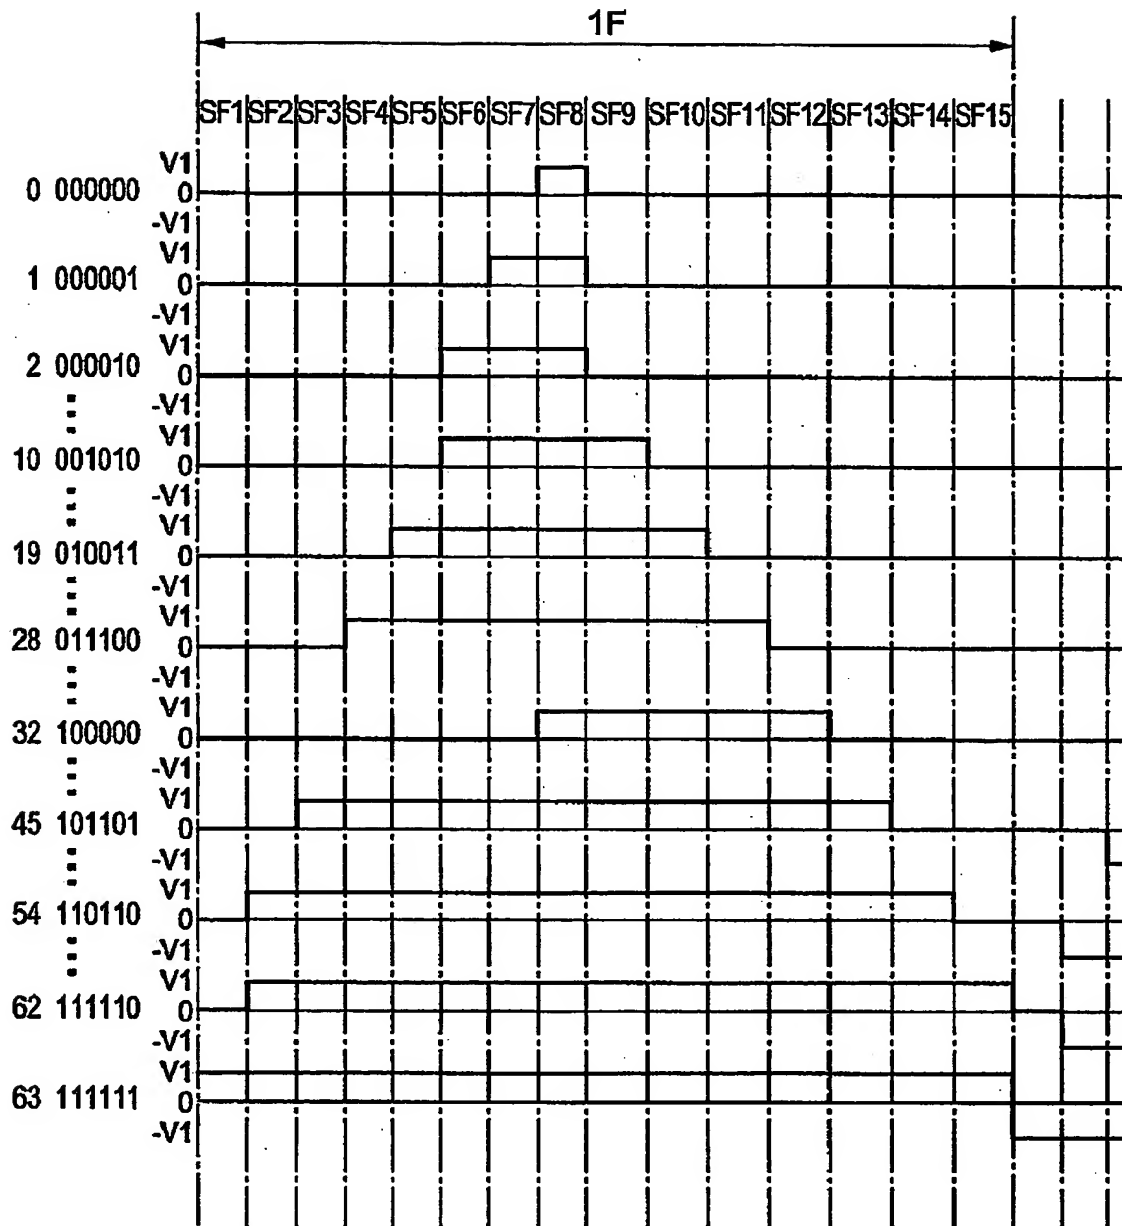 1F
SF1 SF2 SF3 SF4 SF5 SF6 SF7 SF8 SF9 SF10 SF11 SF12 SF13 SF14 SF15
V1
0 000000 0
-V1
V1
1 000001 0
-V1
V1
2 000010 0
-V1
V1
10 001010 0
-V1
V1
19 010011 0
-V1
V1
28 011100 0
-V1
V1
32 100000 0
-V1
V1
45 101101 0
-V1
V1
54 110110 0
-V1
V1
62 111110 0
-V1
V1
63 111111 0
-V1